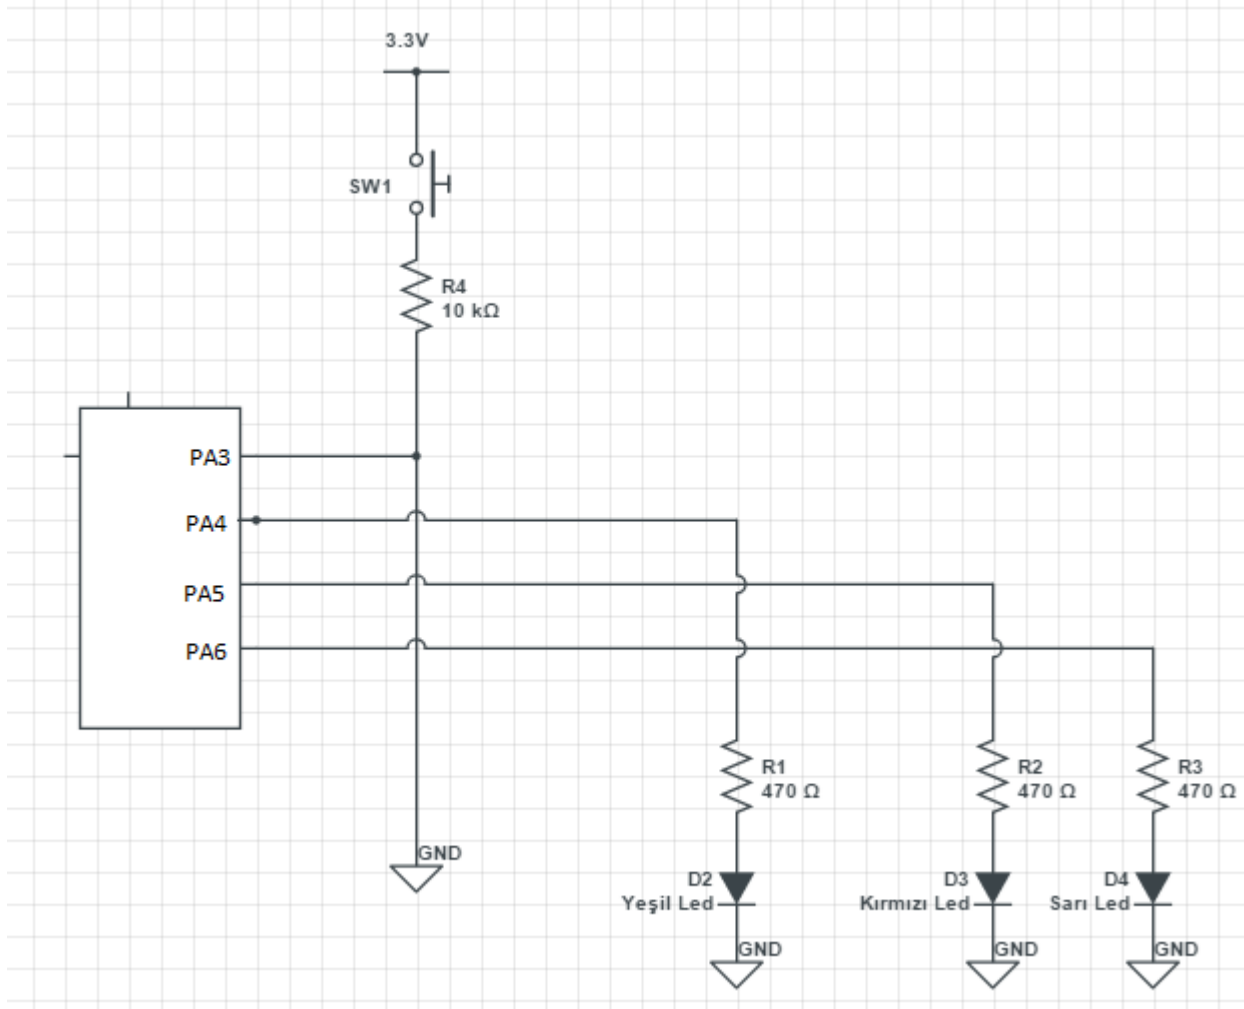 3.3V
SW1
R4
10 kΩ
PA3
PA4
PA5
PA6
R1
470 Ω
R2
470 Ω
R3
470 Ω
GND
D2
Yeşil Led
D3
Kırmızı Led
D4
Sarı Led
GND
GND
GND